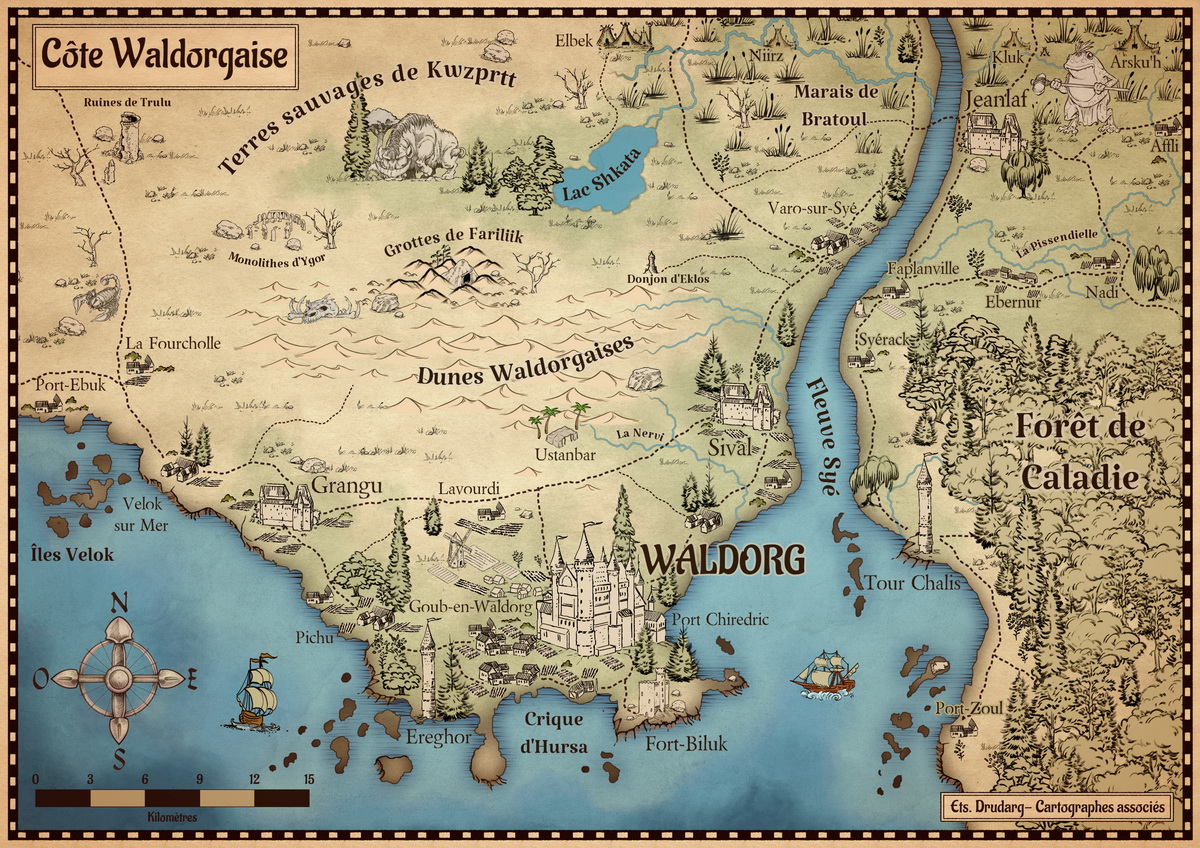 Côte Waldorgaise
Elbek
Niirz
Kluk
Arsku'h
Terres sauvages de Kwzprtt
Marais de
Bratoul
Jeanlaf
Ruines de Trulu
Affli
Lac Shkata
Varo-sur-Syé
Grottes de Fariliik
Monolithes d'Ygor
La Pissendielle
Donjon d'Eklos
Faplanville
Nadi
Ebernur
La Fourcholle
Syérack
Dunes Waldorgaises
Port-Ebuk
Fleuve Syé
Forêt de
Caladie
La Nervi
Sival
Ustanbar
Grangu
Lavourdi
Velok
sur Mer
Îles Velok
WALDORG
Tour Chalis
N
O
E
S
Goub-en-Waldorg
Port Chiredric
Pichu
Port-Zoul
Crique
d'Hursa
Ereghor
Fort-Biluk
0 3 6 9 12 15
Kilomètres
Ets. Drudarg– Cartographes associés